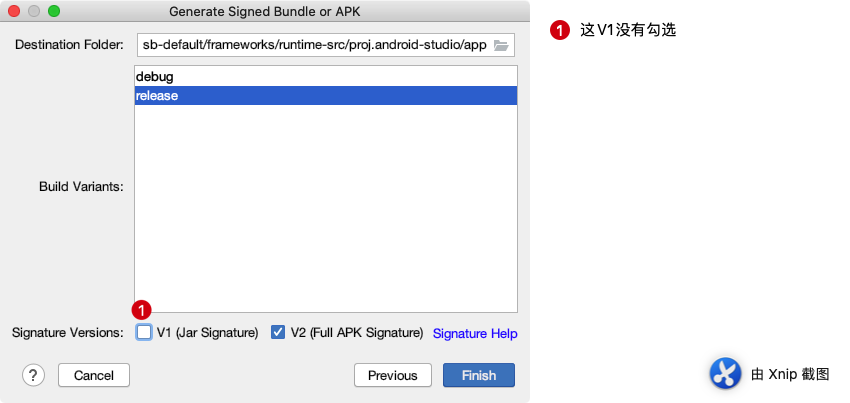 Generate Signed Bundle or APK
1 这V1没有勾选
Destination Folder: sb-default/frameworks/runtime-src/proj.android-studio/app
debug
release
Build Variants:
1
Signature Versions: V1 (Jar Signature) V2 (Full APK Signature) Signature Help
? Cancel Previous Finish
由 Xnip 截图